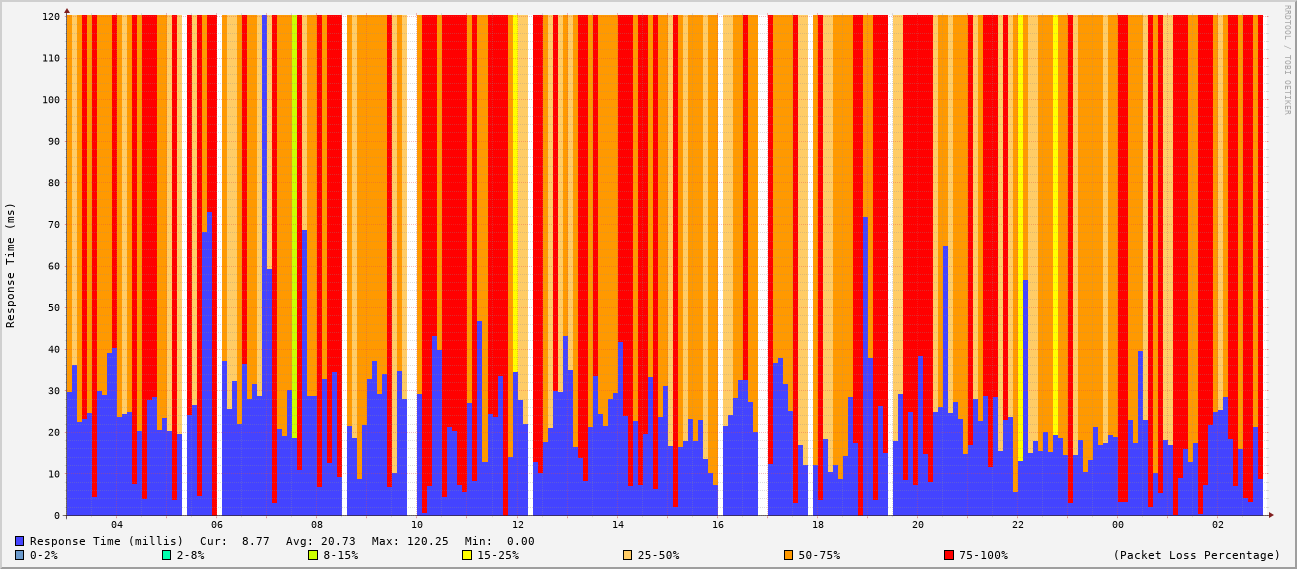 RRDTOOL / TOBI OETIKER
Response Time (ms)
120
110
100
90
80
70
60
50
40
30
20
10
0
04 06 08 10 12 14 16 18 20 22 00 02
Response Time (millis) Cur: 8.77 Avg: 20.73 Max: 120.25 Min: 0.00
0-2% 2-8% 8-15% 15-25% 25-50% 50-75% 75-100% (Packet Loss Percentage)